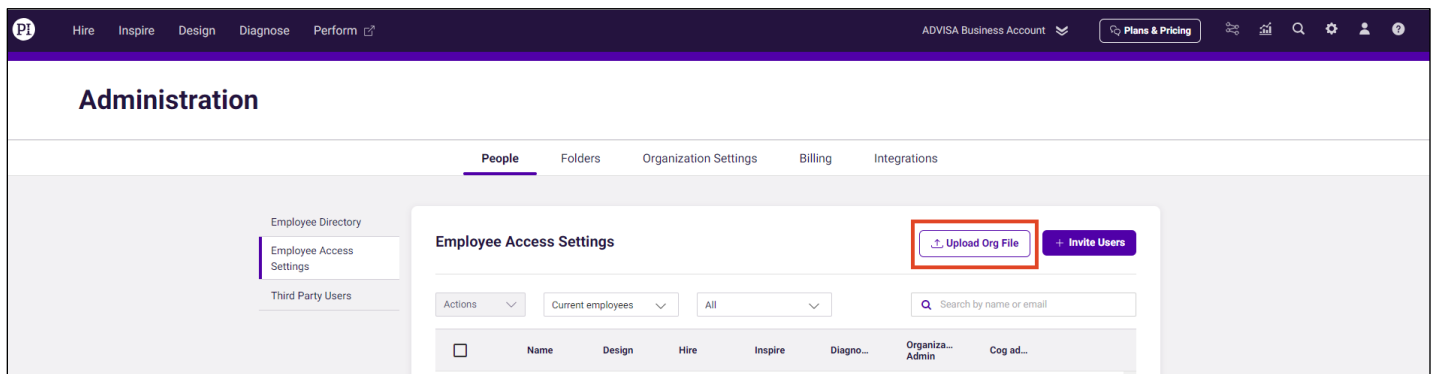 PI Hire Inspire Design Diagnose Perform ADVISA Business Account Plans & Pricing ?
Administration
People Folders Organization Settings Billing Integrations
Employee Directory
Employee Access
Settings
Third Party Users
Employee Access Settings Upload Org File + Invite Users
Actions Current employees All Search by name or email
Name Design Hire Inspire Diagno... Organiza... Cog ad...
Admin